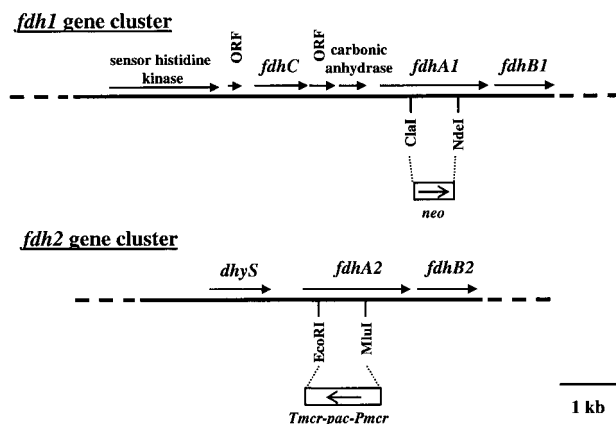 fdh1 gene cluster
sensor histidine
kinase
ORF
fdhC
ORF
carbonic
anhydrase
fdhA1
fdhB1
ClaI
NdeI
neo
fdh2 gene cluster
dhyS
fdhA2
fdhB2
EcoRI
MluI
Tmcr-pac-Pmcr
1 kb